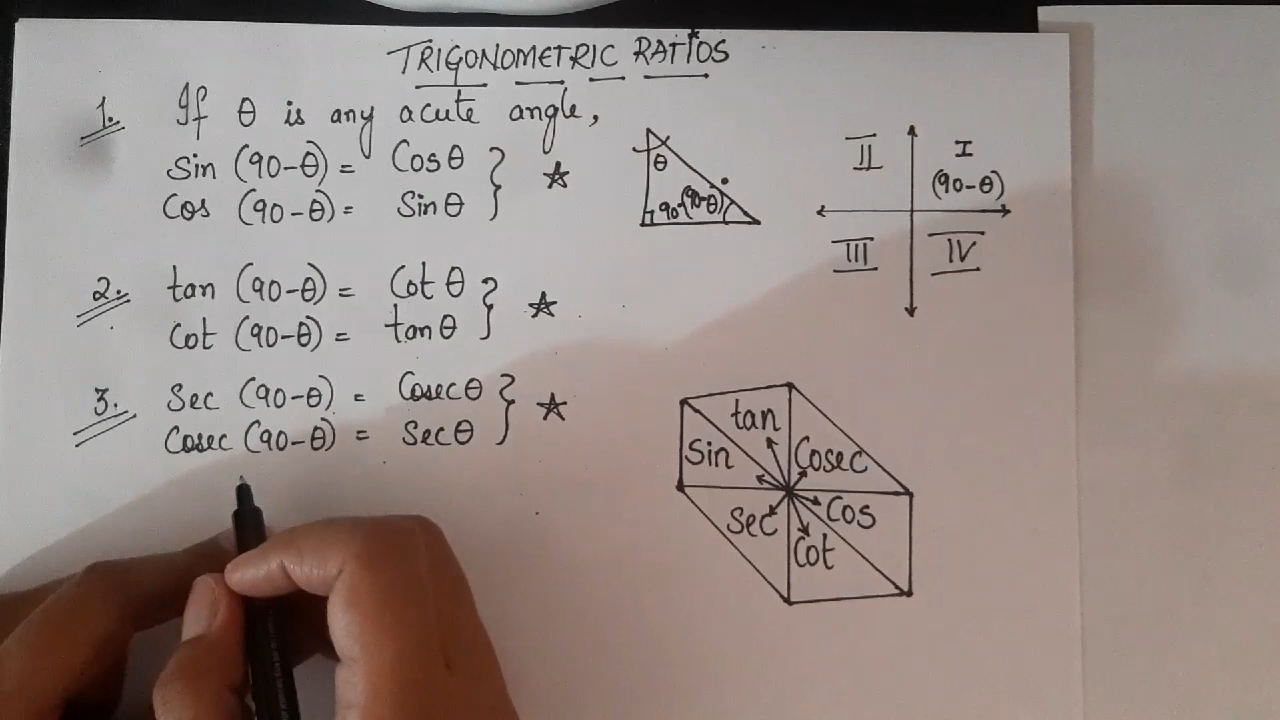 TRIGONOMETRIC RATIOS
1. If θ is any acute angle,
Sin (90-θ) = Cosθ
Cos (90-θ) = Sinθ
θ
90-(90-θ)
II
I
(90-θ)
III
IV
2. tan (90-θ) = Cot θ
Cot (90-θ) = tanθ
3. Sec (90-θ) = Cosecθ
Cosec (90-θ) = Secθ
tan
Sin
Cosec
Sec
Cos
Cot